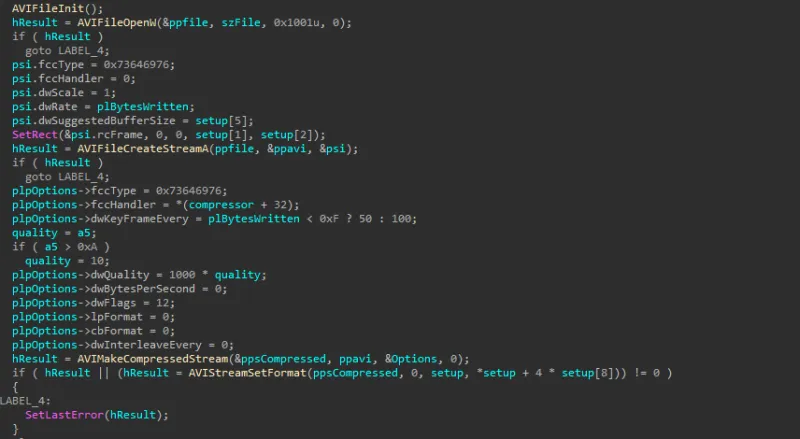 AVIFileInit();
hResult = AVIFileOpenW(&ppfile, szFile, 0x1001u, 0);
if ( hResult )
  goto LABEL_4;
psi.fccType = 0x73646976;
psi.fccHandler = 0;
psi.dwScale = 1;
psi.dwRate = plBytesWritten;
psi.dwSuggestedBufferSize = setup[5];
SetRect(&psi.rcFrame, 0, 0, setup[1], setup[2]);
hResult = AVIFileCreateStreamA(ppfile, &ppavi, &psi);
if ( hResult )
  goto LABEL_4;
plpOptions->fccType = 0x73646976;
plpOptions->fccHandler = *(compressor + 32);
plpOptions->dwKeyFrameEvery = plBytesWritten < 0xF ? 50 : 100;
quality = a5;
if ( a5 > 0xA )
  quality = 10;
plpOptions->dwQuality = 1000 * quality;
plpOptions->dwBytesPerSecond = 0;
plpOptions->dwFlags = 12;
plpOptions->lpFormat = 0;
plpOptions->cbFormat = 0;
plpOptions->dwInterleaveEvery = 0;
hResult = AVIMakeCompressedStream(&ppsCompressed, ppavi, &Options, 0);
if ( hResult || (hResult = AVIStreamSetFormat(ppsCompressed, 0, setup, *setup + 4 * setup[8])) != 0 )
{
LABEL_4:
  SetLastError(hResult);
}